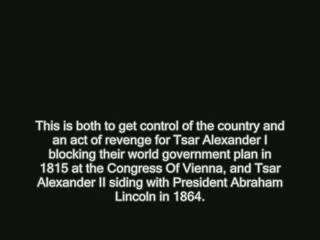 This is both to get control of the country and
an act of revenge for Tsar Alexander I
blocking their world government plan in
1815 at the Congress Of Vienna, and Tsar
Alexander II siding with President Abraham
Lincoln in 1864.